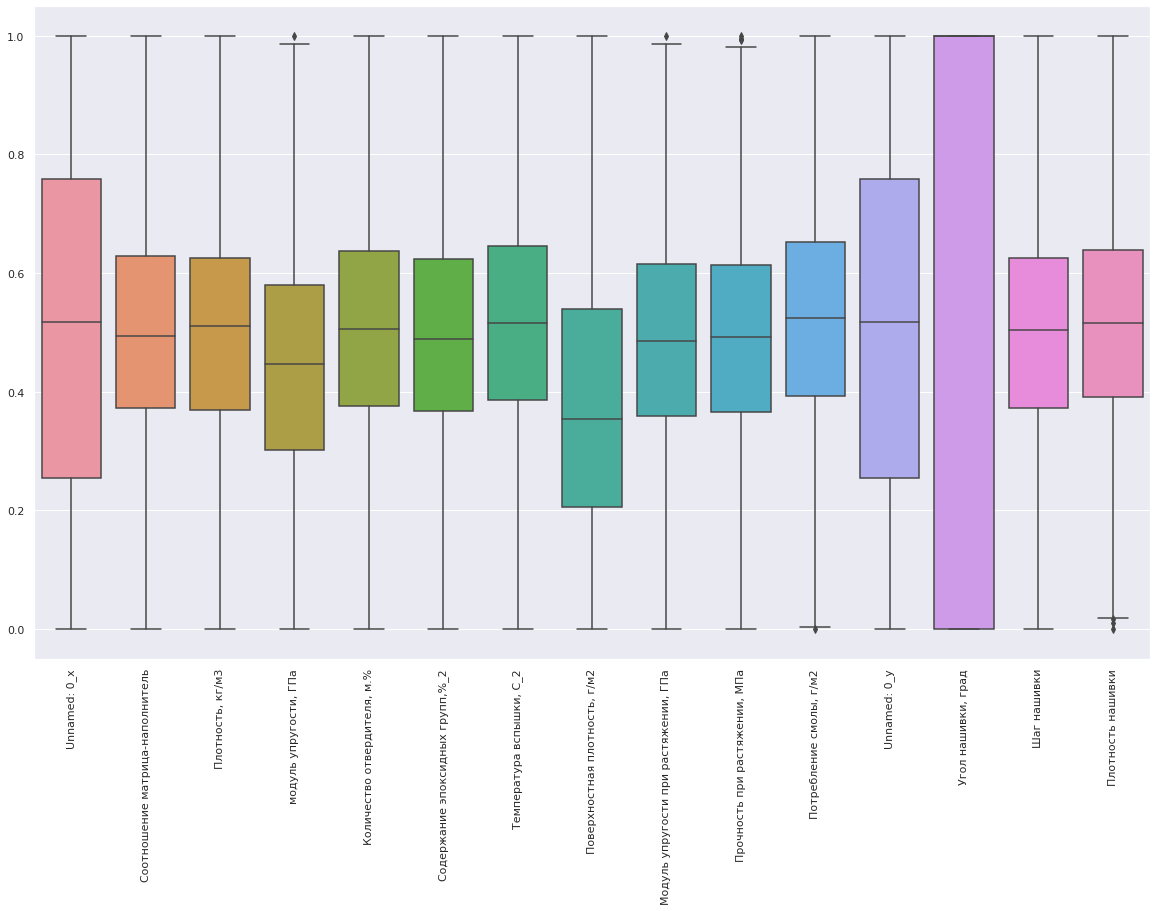 1.0
0.8
0.6
0.4
0.2
0.0
Unnamed: 0_x
Соотношение матрица-наполнитель
Плотность, кг/м3
модуль упругости, ГПа
Количество отвердителя, м.%
Содержание эпоксидных групп,%_2
Температура вспышки, С_2
Поверхностная плотность, г/м2
Модуль упругости при растяжении, ГПа
Прочность при растяжении, МПа
Потребление смолы, г/м2
Unnamed: 0_y
Угол нашивки, град
Шаг нашивки
Плотность нашивки